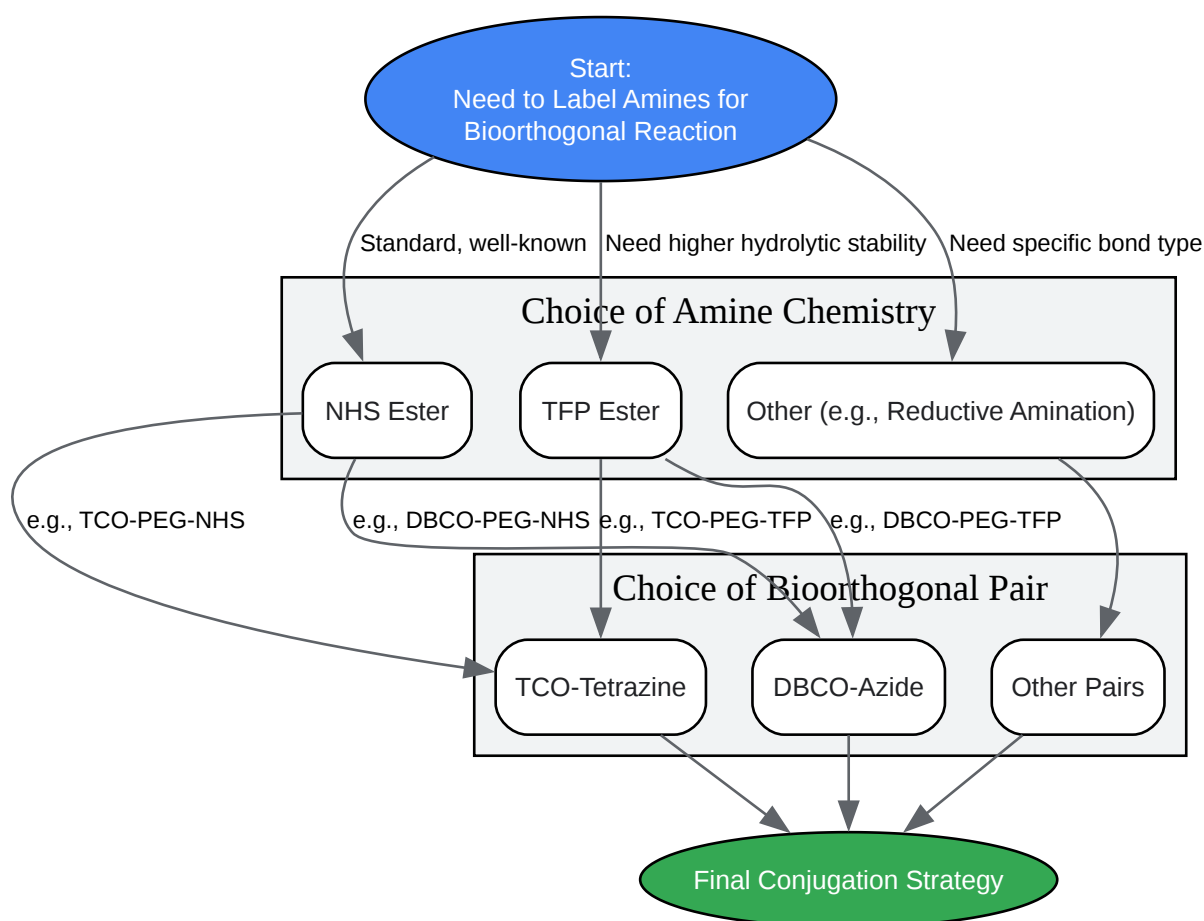 Start:
Need to Label Amines for
Bioorthogonal Reaction
Standard, well-known
Need higher hydrolytic stability
Need specific bond type
Choice of Amine Chemistry
NHS Ester
TFP Ester
Other (e.g., Reductive Amination)
e.g., TCO-PEG-NHS
e.g., DBCO-PEG-NHS
e.g., TCO-PEG-TFP
e.g., DBCO-PEG-TFP
Choice of Bioorthogonal Pair
TCO-Tetrazine
DBCO-Azide
Other Pairs
Final Conjugation Strategy